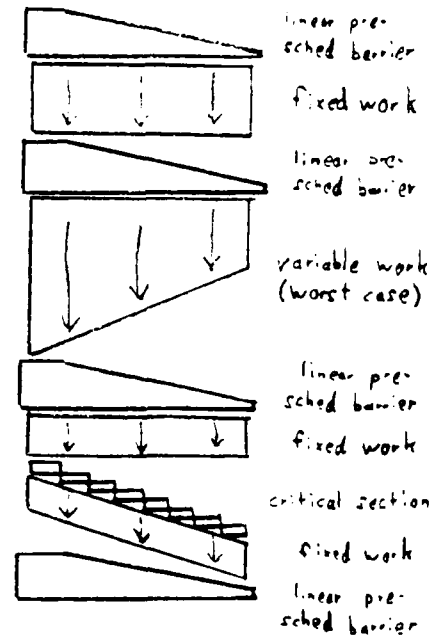 linear pre-
sched barrier
fixed work
linear pre-
sched barrier
variable work
(worst case)
linear pre-
sched barrier
fixed work
critical section
fixed work
linear pre-
sched barrier